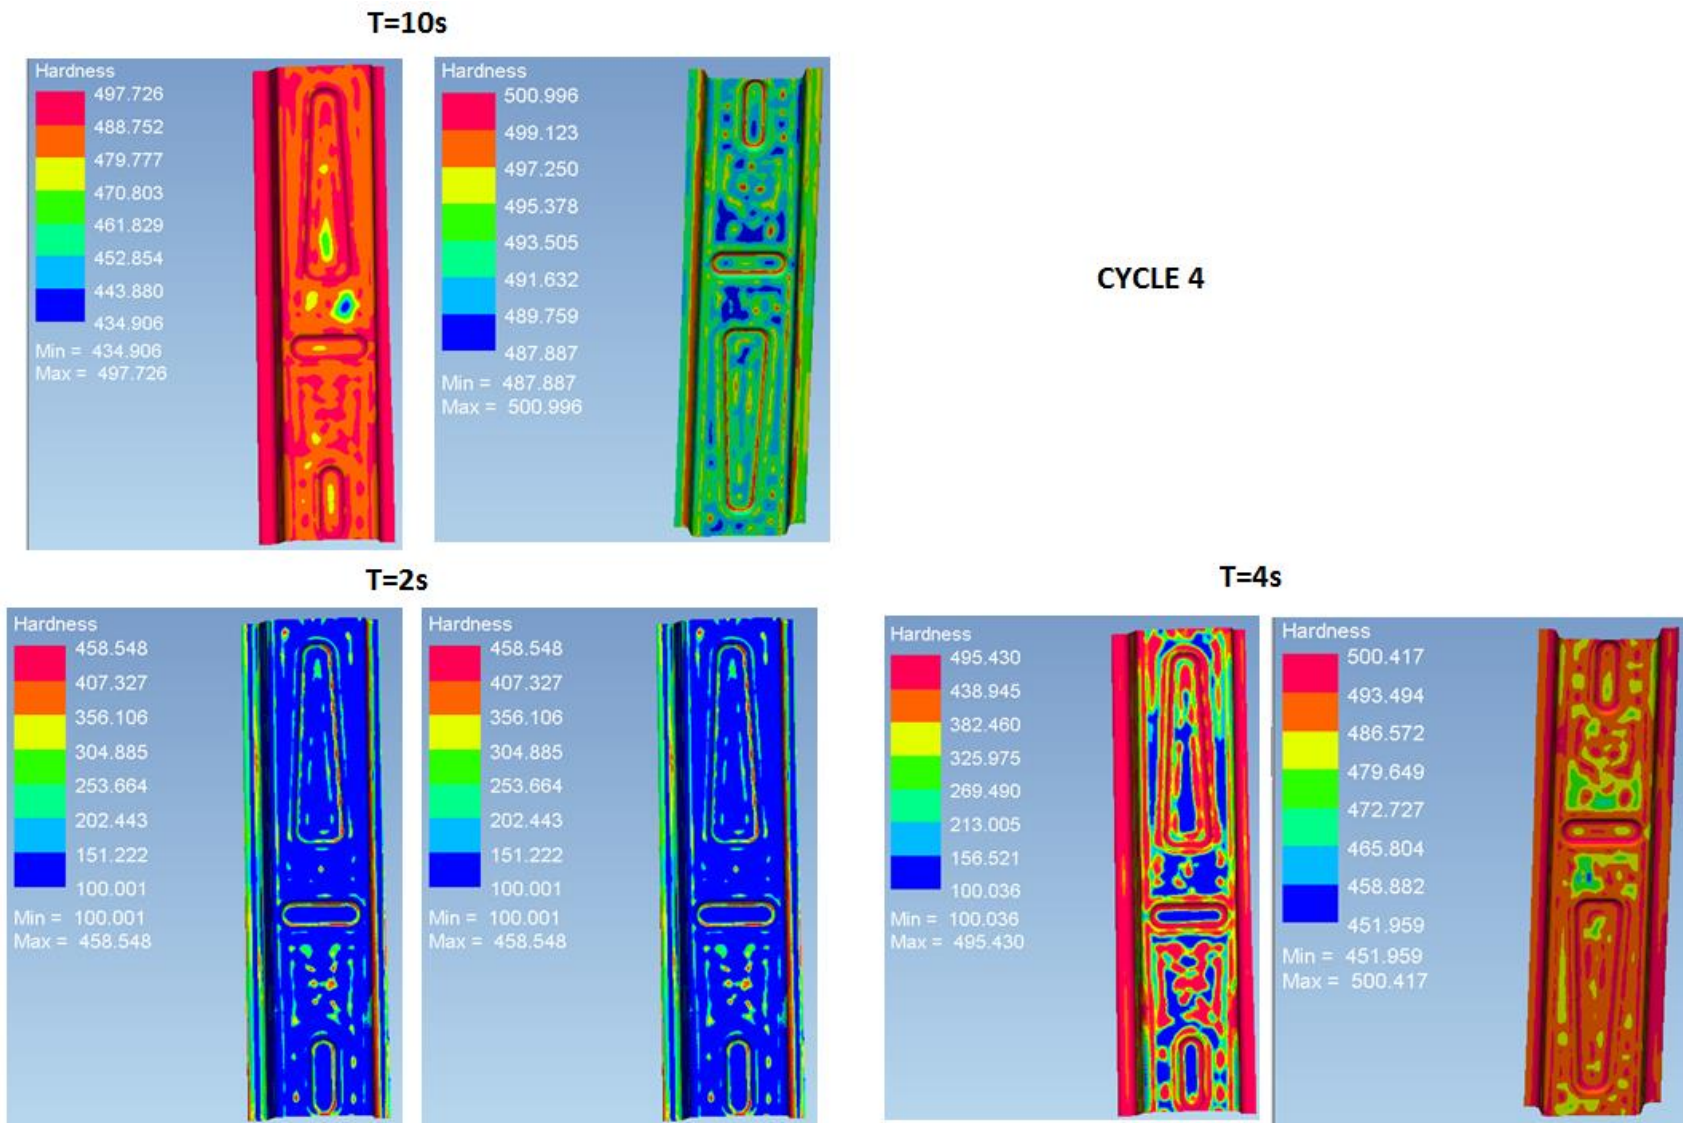 T=10s
Hardness
497.726
488.752
479.777
470.803
461.829
452.854
443.880
434.906
Min = 434.906
Max = 497.726
Hardness
500.996
499.123
497.250
495.378
493.505
491.632
489.759
487.887
Min = 487.887
Max = 500.996
CYCLE 4
T=2s
Hardness
458.548
407.327
356.106
304.885
253.664
202.443
151.222
100.001
Min = 100.001
Max = 458.548
Hardness
458.548
407.327
356.106
304.885
253.664
202.443
151.222
100.001
Min = 100.001
Max = 458.548
T=4s
Hardness
495.430
438.945
382.460
325.975
269.490
213.005
156.521
100.036
Min = 100.036
Max = 495.430
Hardness
500.417
493.494
486.572
479.649
472.727
465.804
458.882
451.959
Min = 451.959
Max = 500.417